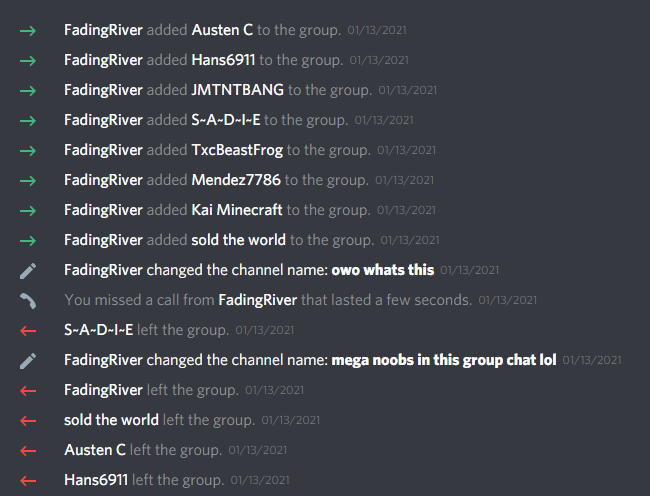 FadingRiver added Austen C to the group. 01/13/2021
FadingRiver added Hans6911 to the group. 01/13/2021
FadingRiver added JMTNTBANG to the group. 01/13/2021
FadingRiver added S~A~D~I~E to the group. 01/13/2021
FadingRiver added TxcBeastFrog to the group. 01/13/2021
FadingRiver added Mendez7786 to the group. 01/13/2021
FadingRiver added Kai Minecraft to the group. 01/13/2021
FadingRiver added sold the world to the group. 01/13/2021
FadingRiver changed the channel name: owo whats this 01/13/2021
You missed a call from FadingRiver that lasted a few seconds. 01/13/2021
S~A~D~I~E left the group. 01/13/2021
FadingRiver changed the channel name: mega noobs in this group chat lol 01/13/2021
FadingRiver left the group. 01/13/2021
sold the world left the group. 01/13/2021
Austen C left the group. 01/13/2021
Hans6911 left the group. 01/13/2021